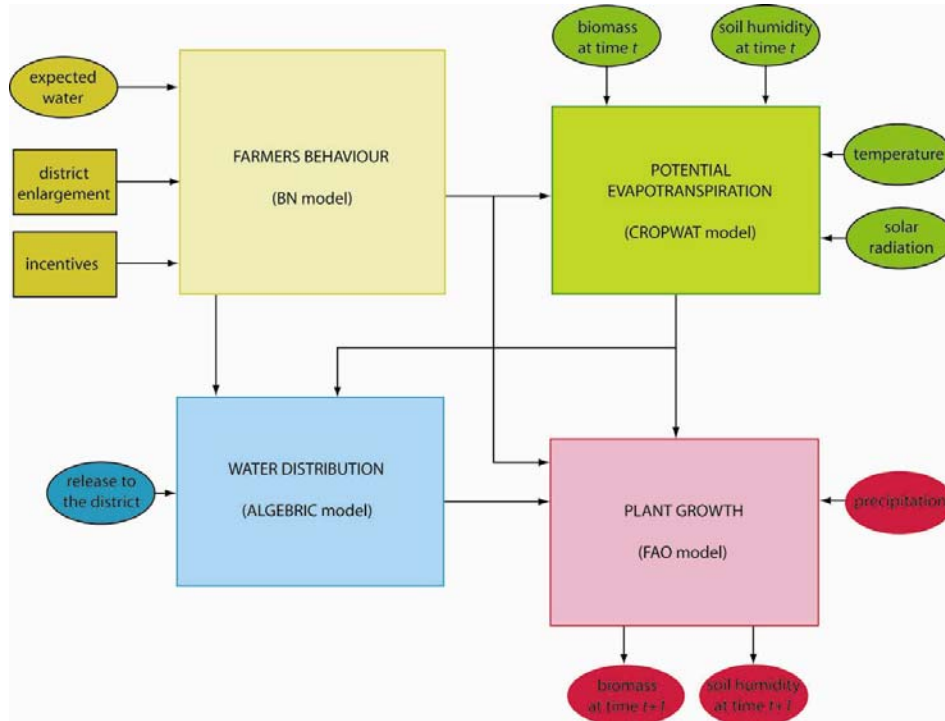 biomass
at time t
soil humidity
at time t
expected
water
FARMERS BEHAVIOUR
(BN model)
district
enlargement
incentives
POTENTIAL
EVAPOTRANSPIRATION
(CROPWAT model)
temperature
solar
radiation
WATER DISTRIBUTION
(ALGEBRIC model)
release to
the district
PLANT GROWTH
(FAO model)
precipitation
biomass
at time t+1
soil humidity
at time t+1